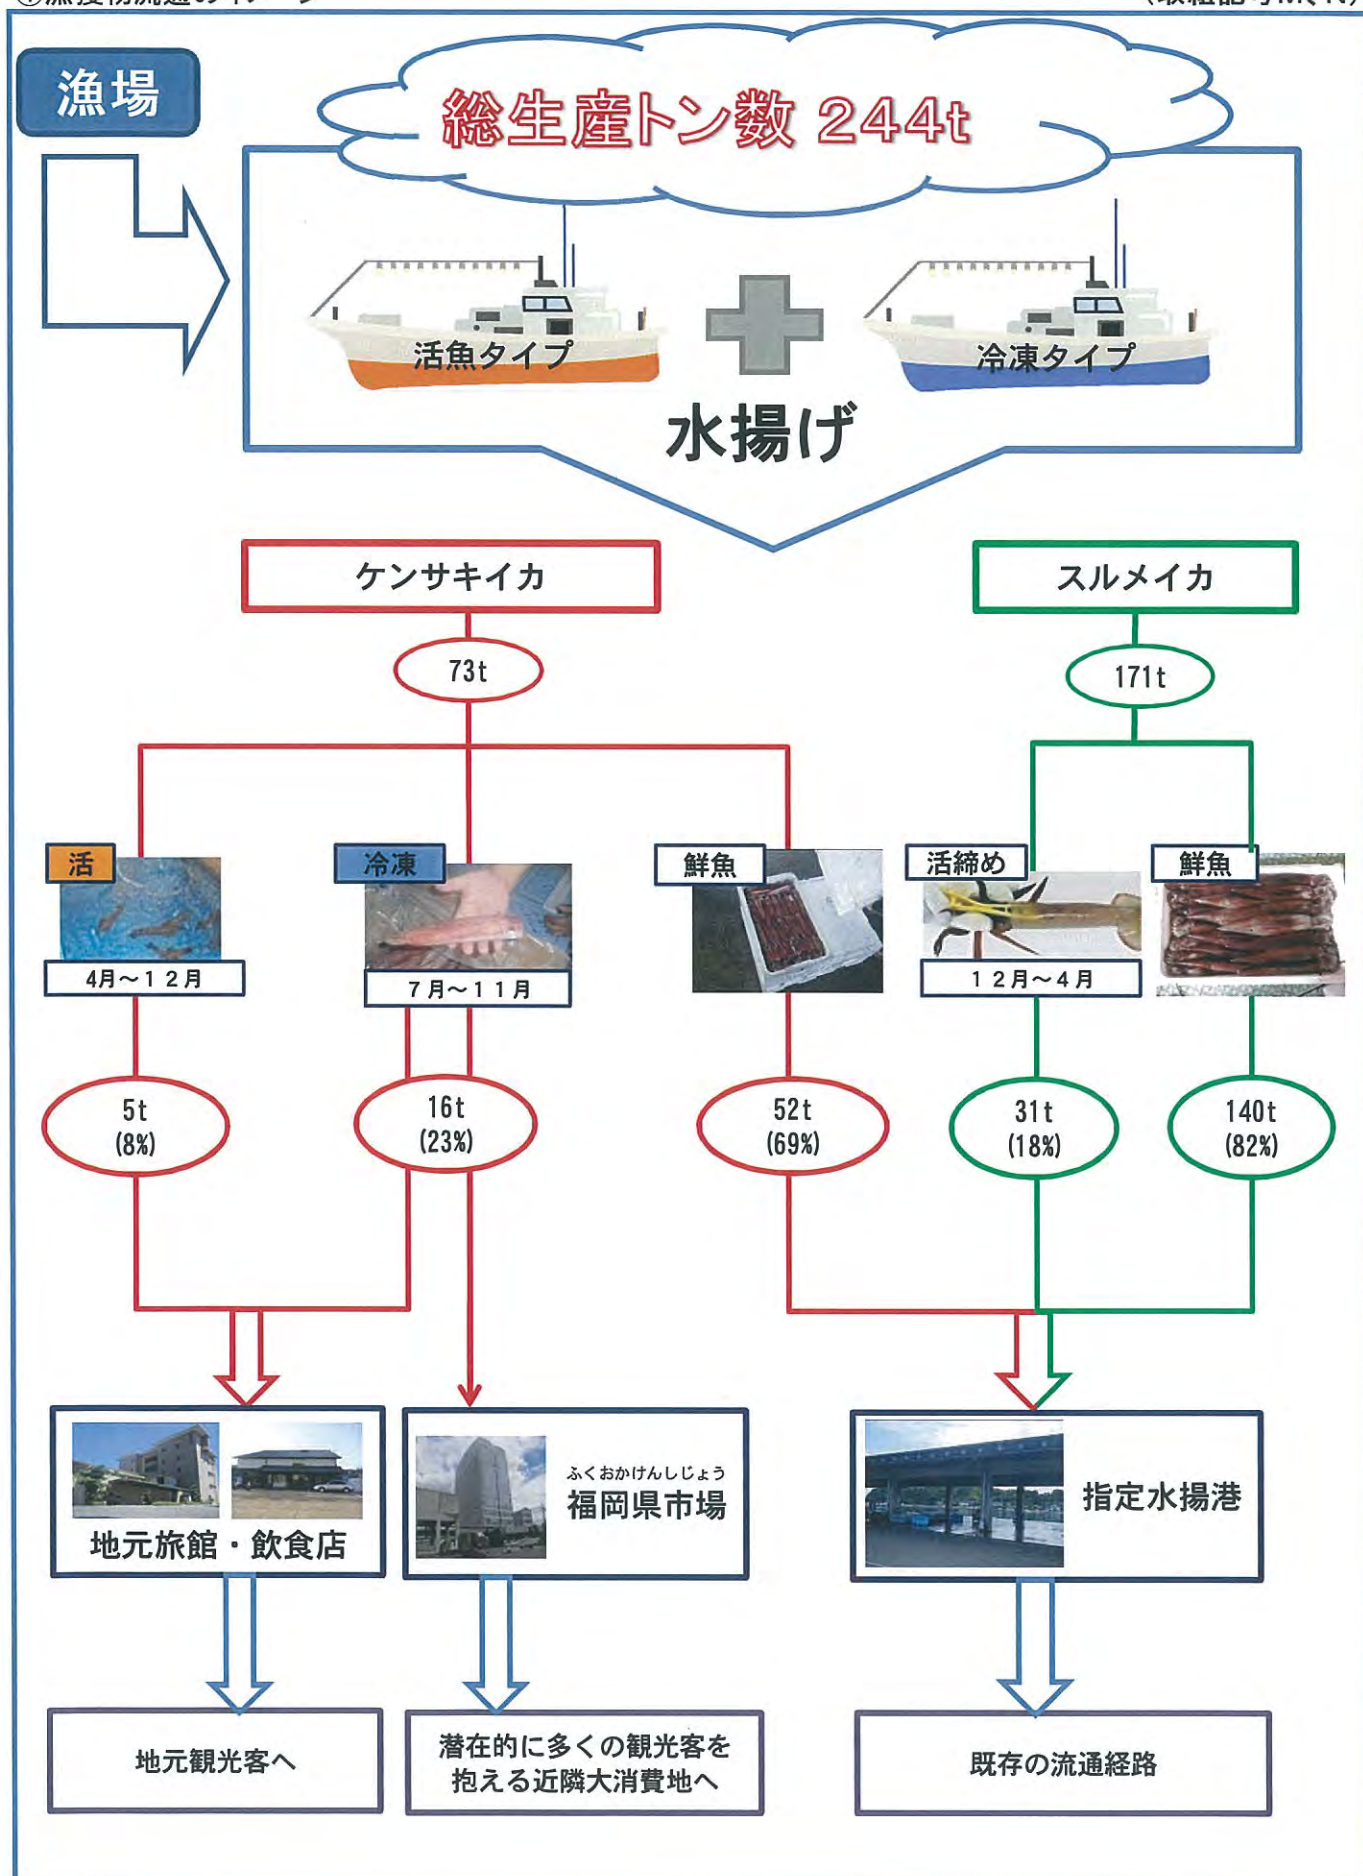 漁場
総生産トン数 244t
活魚タイプ
冷凍タイプ
水揚げ
ケンサキイカ
スルメイカ
73t
171t
活
冷凍
鮮魚
活締め
鮮魚
4月～12月
7月～11月
12月～4月
5t
(8%)
16t
(23%)
52t
(69%)
31t
(18%)
140t
(82%)
地元旅館・飲食店
ふくおかけんしじょう
福岡県市場
指定水揚港
地元観光客へ
潜在的に多くの観光客を
抱える近隣大消費地へ
既存の流通経路